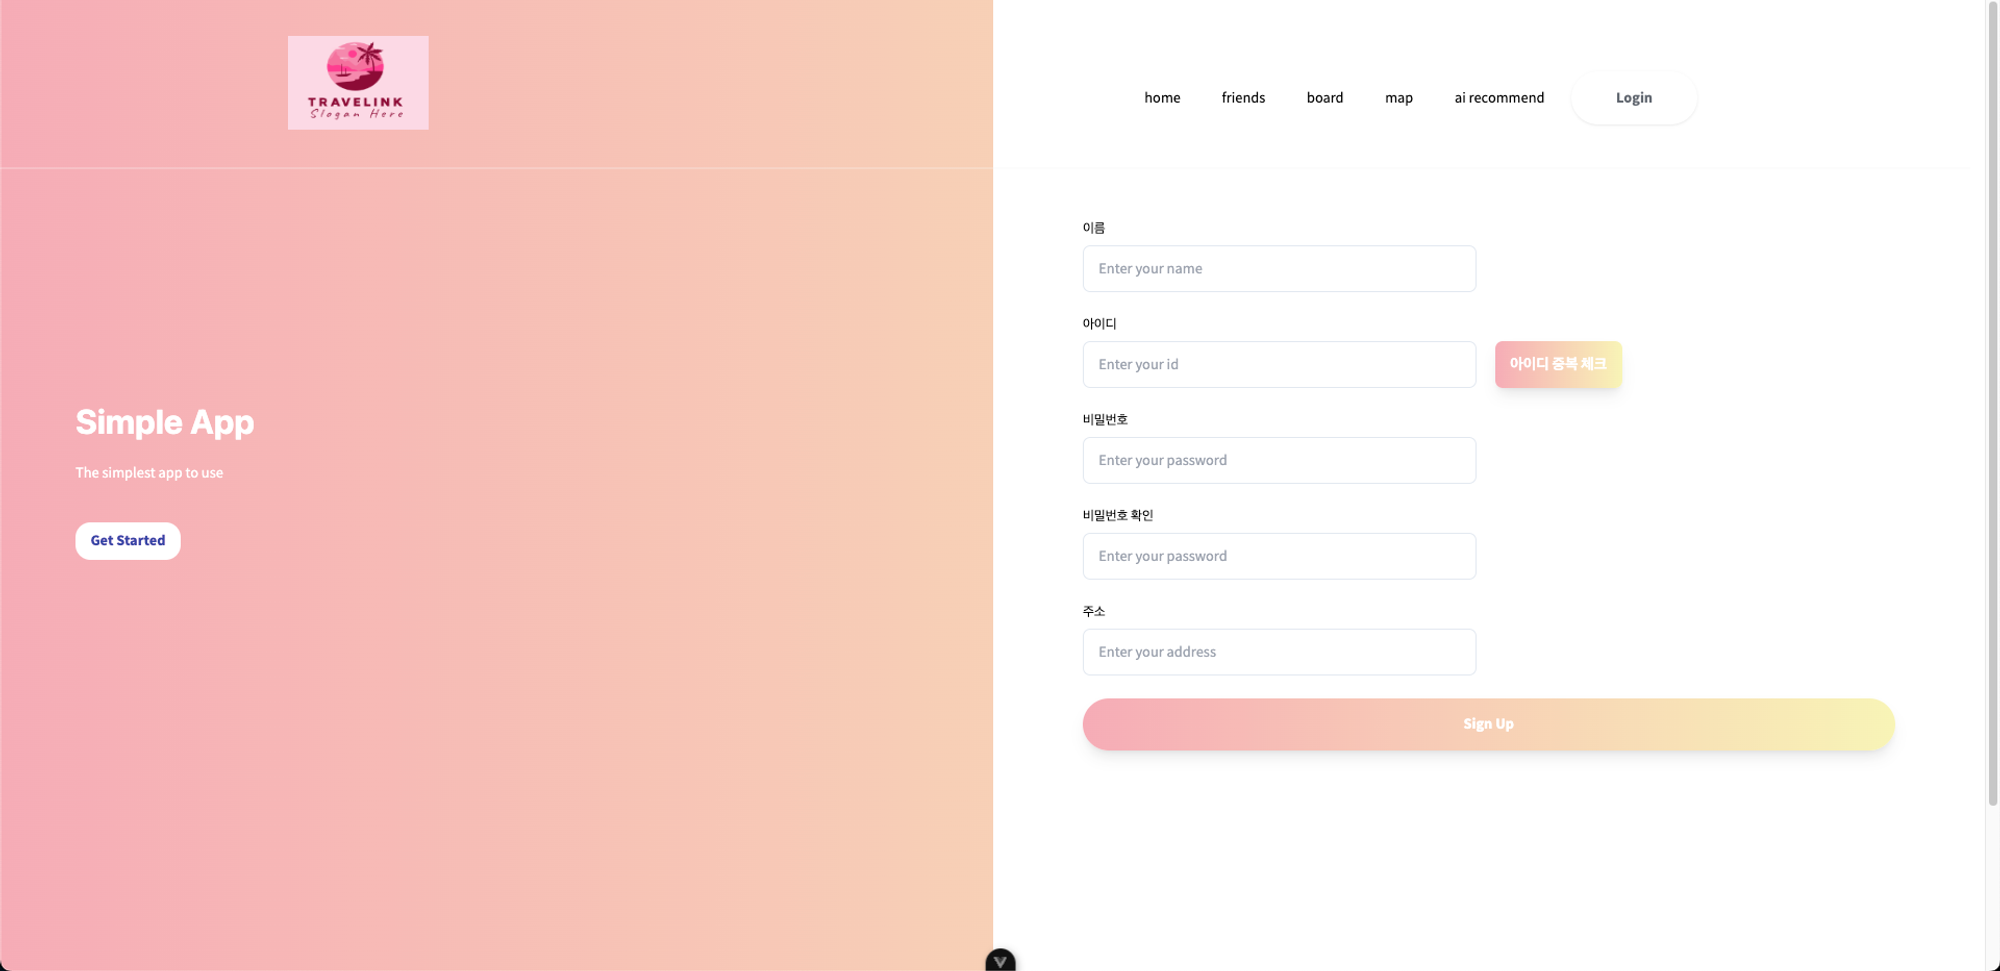 TRAVELINK
Slogan Here
home friends board map ai recommend Login
Simple App
The simplest app to use
Get Started
이름
Enter your name
아이디
Enter your id
아이디 중복 체크
비밀번호
Enter your password
비밀번호 확인
Enter your password
주소
Enter your address
Sign Up